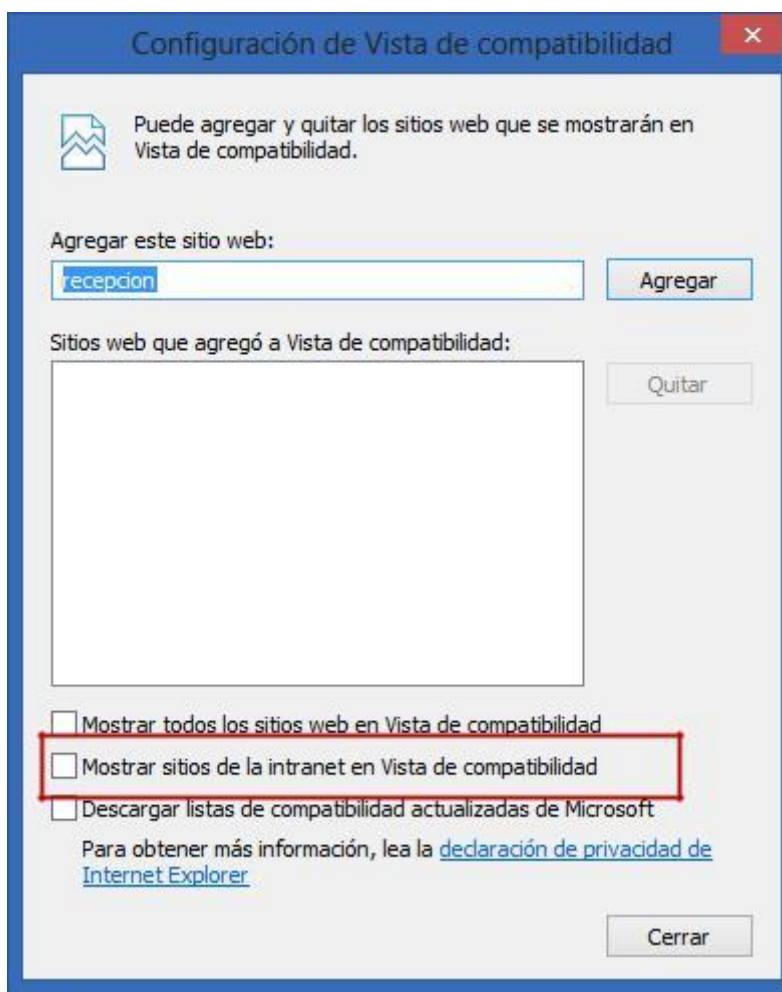 Configuración de Vista de compatibilidad
Puede agregar y quitar los sitios web que se mostrarán en
Vista de compatibilidad.
Agregar este sitio web:
recepcion
Agregar
Sitios web que agregó a Vista de compatibilidad:
Quitar
Mostrar todos los sitios web en Vista de compatibilidad
Mostrar sitios de la intranet en Vista de compatibilidad
Descargar listas de compatibilidad actualizadas de Microsoft
Para obtener más información, lea la declaración de privacidad de
Internet Explorer
Cerrar